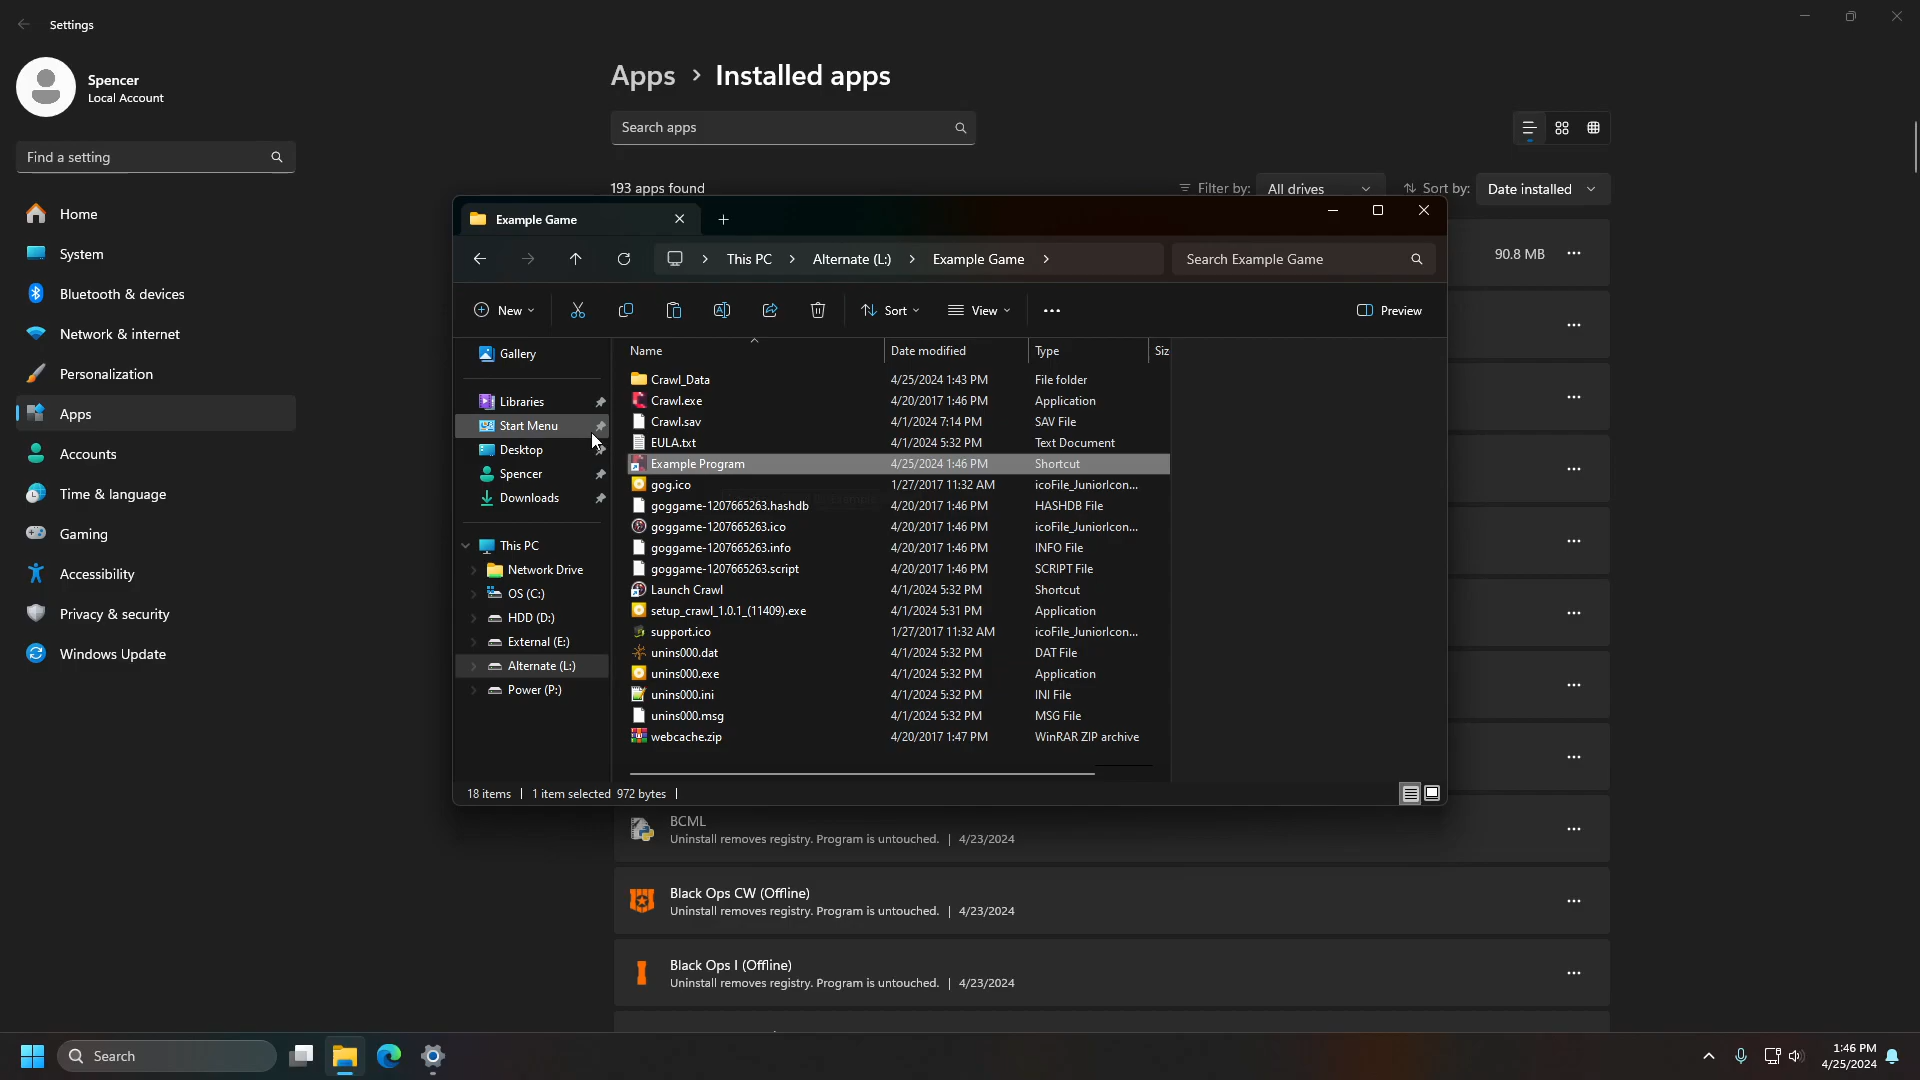 Settings
Spencer
Local Account
Find a setting
Home
System
Bluetooth & devices
Network & internet
Personalization
Apps
Accounts
Time & language
Gaming
Accessibility
Privacy & security
Windows Update
Apps > Installed apps
Search apps
193 apps found
Filter by: All drives
Sort by: Date installed
90.8 MB
Example Game
This PC > Alternate (L:) > Example Game >
Search Example Game
New
Sort
View
Preview
Gallery
Libraries
Start Menu
Desktop
Spencer
Downloads
This PC
Network Drive
OS (C:)
HDD (D:)
External (E:)
Alternate (L:)
Power (P:)
Name Date modified Type Siz
Crawl_Data 4/25/2024 1:43 PM File folder
Crawl.exe 4/20/2017 1:46 PM Application
Crawl.sav 4/1/2024 7:14 PM SAV File
EULA.txt 4/1/2024 5:32 PM Text Document
Example Program 4/25/2024 1:46 PM Shortcut
gog.ico 1/27/2017 11:32 AM icoFile_JuniorIcon...
goggame-1207665263.hashdb 4/20/2017 1:46 PM HASHDB File
goggame-1207665263.ico 4/20/2017 1:46 PM icoFile_JuniorIcon...
goggame-1207665263.info 4/20/2017 1:46 PM INFO File
goggame-1207665263.script 4/20/2017 1:46 PM SCRIPT File
Launch Crawl 4/1/2024 5:32 PM Shortcut
setup_crawl_1.0.1_(11409).exe 4/1/2024 5:31 PM Application
support.ico 1/27/2017 11:32 AM icoFile_JuniorIcon...
unins000.dat 4/1/2024 5:32 PM DAT File
unins000.exe 4/1/2024 5:32 PM Application
unins000.ini 4/1/2024 5:32 PM INI File
unins000.msg 4/1/2024 5:32 PM MSG File
webcache.zip 4/20/2017 1:47 PM WinRAR ZIP archive
18 items | 1 item selected 972 bytes |
BCML
Uninstall removes registry. Program is untouched. | 4/23/2024
Black Ops CW (Offline)
Uninstall removes registry. Program is untouched. | 4/23/2024
Black Ops I (Offline)
Uninstall removes registry. Program is untouched. | 4/23/2024
Search
1:46 PM
4/25/2024